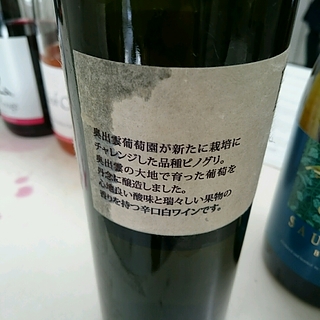 奥出雲葡萄園が新たに栽培に
チャレンジした品種ピノグリ。
奥出雲の大地で育った葡萄を
丹念に醸造しました。
心地良い酸味と瑞々しい果物の
香りを持つ辛口白ワインです。
SAU